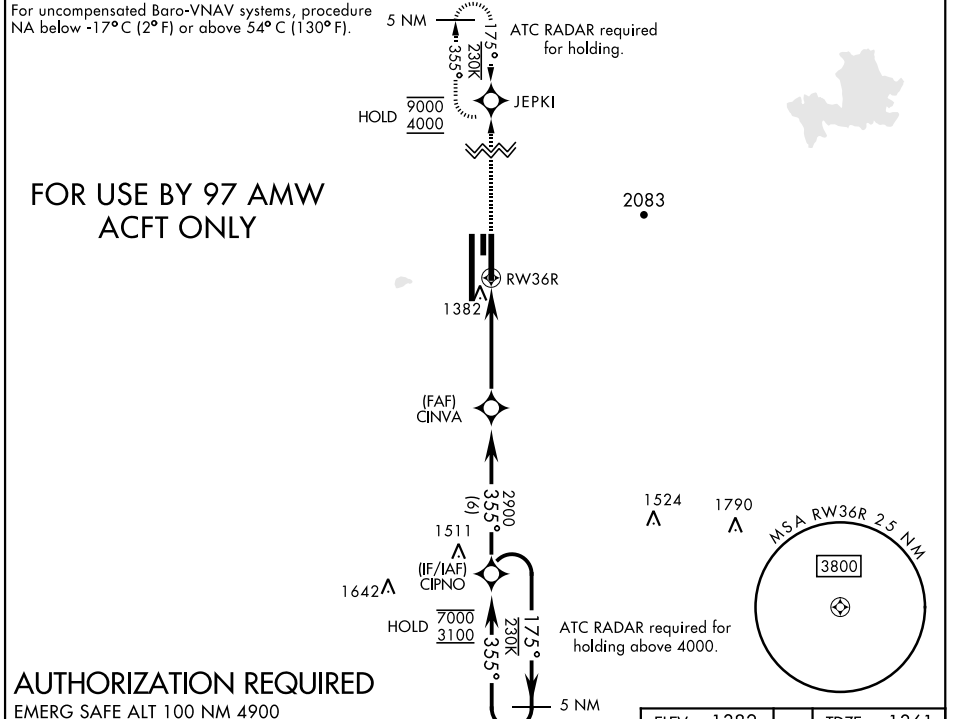 For uncompensated Baro-VNAV systems, procedure
NA below -17°C (2°F) or above 54°C (130°F).
5 NM
175°
230K
355°
ATC RADAR required
for holding.
HOLD
9000
4000
JEPKI
FOR USE BY 97 AMW
ACFT ONLY
2083
RW36R
1382
(FAF)
CINVA
2900
355°
(6)
1511
1524
1790
(IF/IAF)
CIPNO
1642
HOLD
7000
3100
355°
230K
175°
ATC RADAR required for
holding above 4000.
5 NM
MSA RW36R 25 NM
3800
AUTHORIZATION REQUIRED
EMERG SAFE ALT 100 NM 4900
ELEV 1382
TDZE 1361